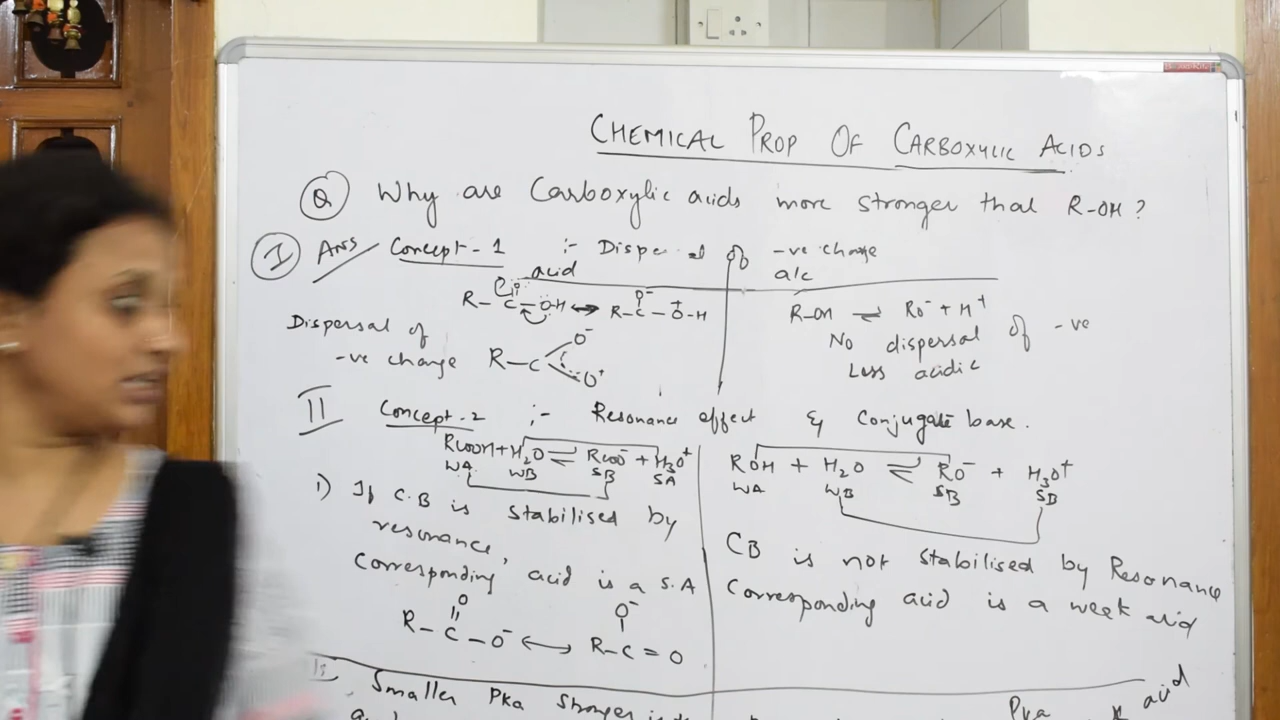 CHEMICAL PROP OF CARBOXYLIC ACIDS
Q Why are Carboxylic acids more stronger that R-OH ?
I Ans Concept-1 :- Dispersal of -ve charge
acid alc
R-C-OH ↔ R-C-O-H
R-OH ⇌ RO⁻ + H⁺
Dispersal of
-ve charge
R-C O⁻ O⁺
No dispersal of -ve
Less acidic
II Concept-2 :- Resonance effect & Conjugate base.
RCOOH + H₂O ⇌ RCOO⁻ + H₃O⁺
WA WB SB SA
i) If C.B is stabilised by
resonance,
Corresponding acid is a S.A
R-C-O⁻ ↔ R-C=O
O O⁻
ROH + H₂O ⇌ RO⁻ + H₃O⁺
WA WB SB SB
CB is not stabilised by Resonance
Corresponding acid is a week acid
Smaller Pka Stronger
Pka acid